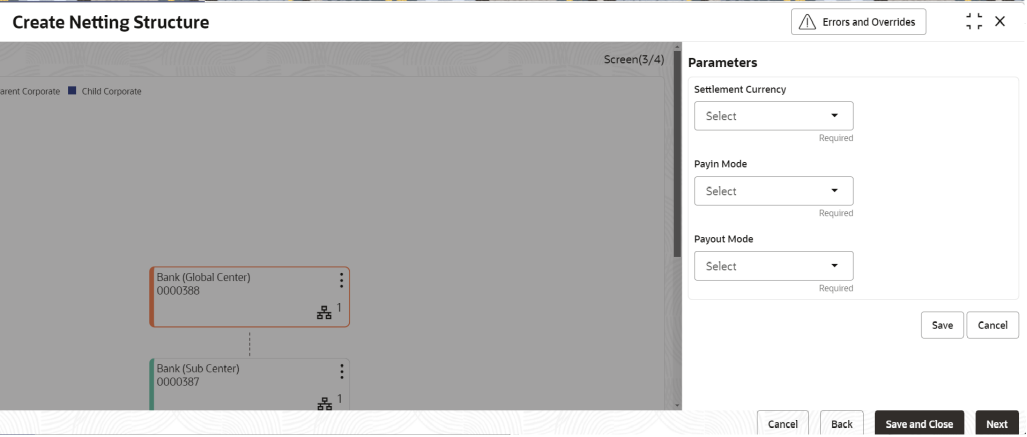 Create Netting Structure
Errors and Overrides
Screen(3/4)
arent Corporate Child Corporate
Bank (Global Center)
0000388
1
Bank (Sub Center)
0000387
1
Parameters
Settlement Currency
Select
Required
Payin Mode
Select
Required
Payout Mode
Select
Required
Save Cancel
Cancel Back Save and Close Next